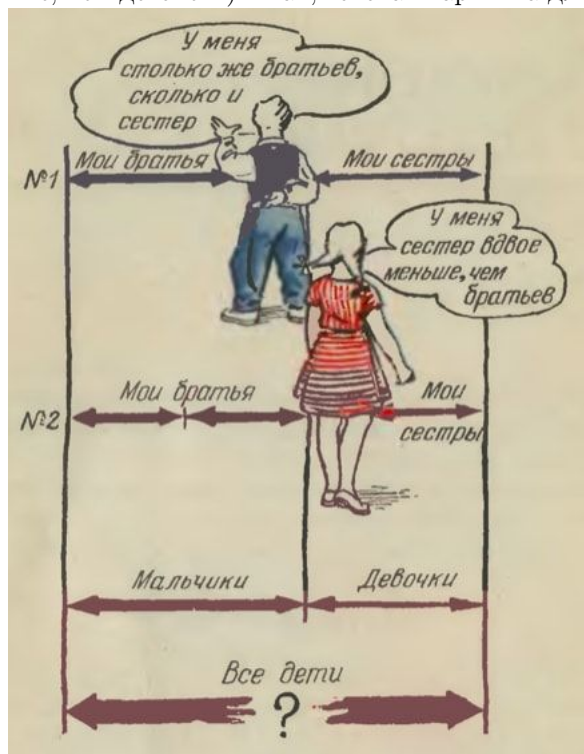 У меня
столько же братьев,
сколько и
сестер
№1
Мои братья
Мои сестры
У меня
сестер вдвое
меньше, чем
братьев
№2
Мои братья
Мои
сестры
Мальчики
Девочки
Все дети
?